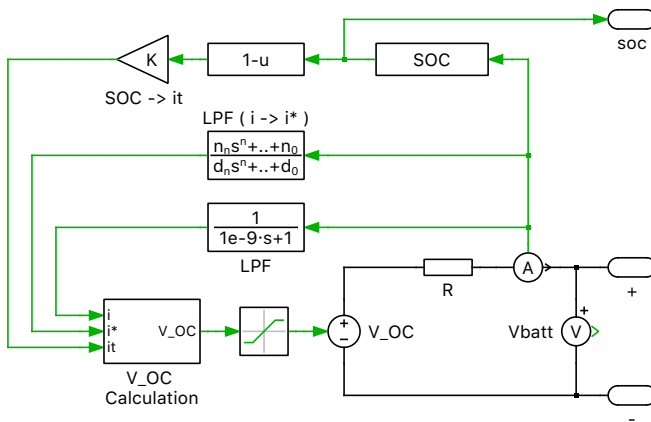 soc
K
1-u
SOC
SOC -> it
LPF ( i -> i* )
nₙsⁿ+..+n₀
dₙsⁿ+..+d₀
1
1e-9·s+1
LPF
A
R
+
i
i*
it
V_OC
V_OC
Calculation
+
−
V_OC
Vbatt
+
V
-